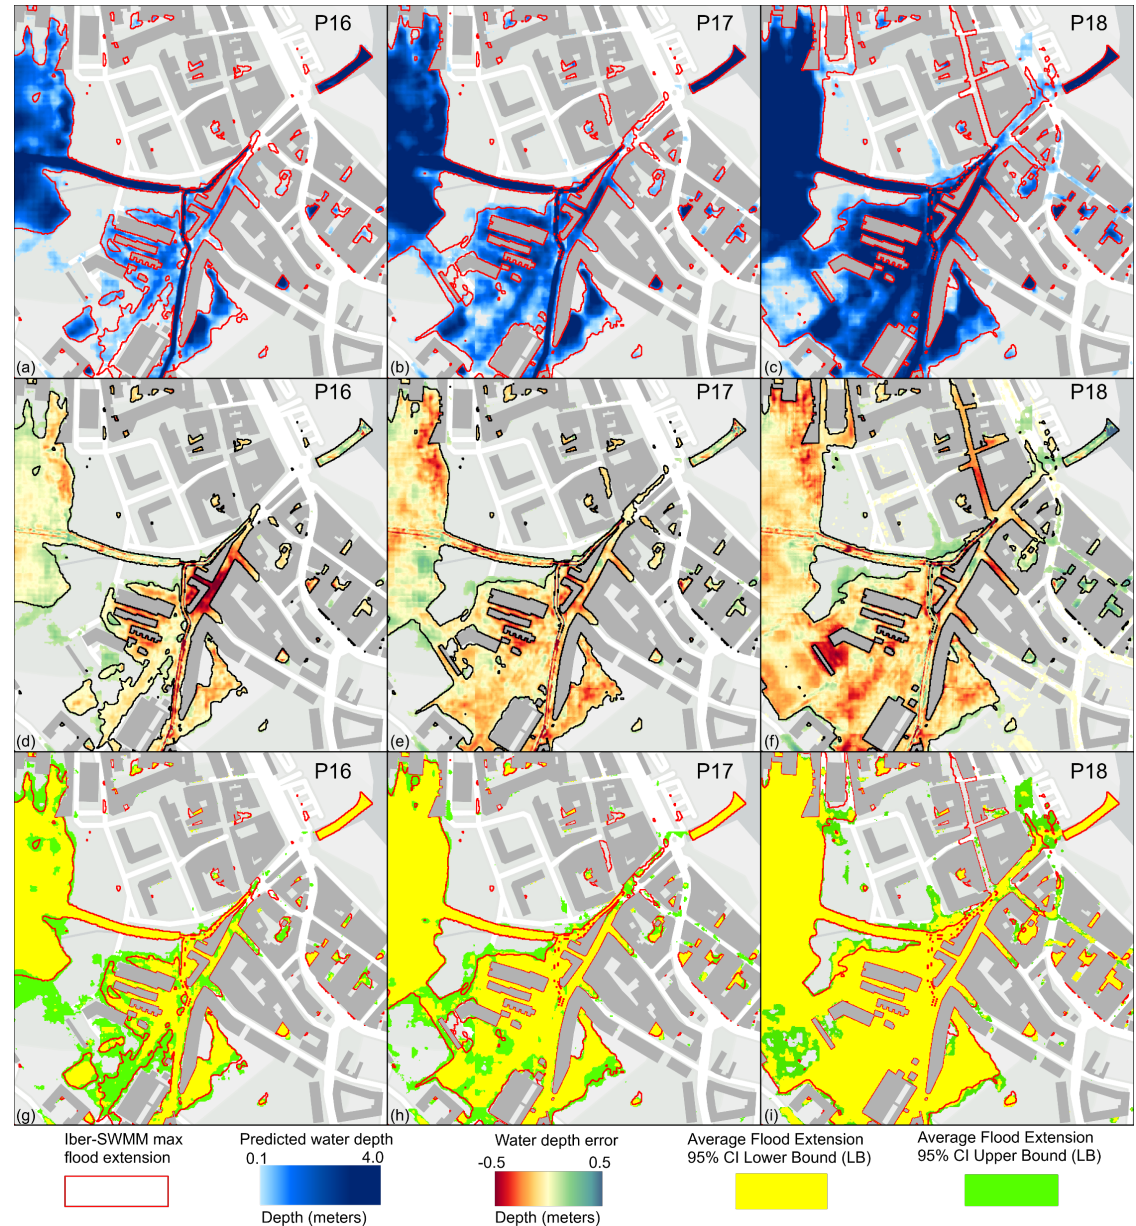 P16
P17
P18
(a)
(b)
(c)
P16
P17
P18
(d)
(e)
(f)
P16
P17
P18
(g)
(h)
(i)
Iber-SWMM max
flood extension
Predicted water depth
0.1
4.0
Depth (meters)
Water depth error
-0.5
0.5
Depth (meters)
Average Flood Extension
95% CI Lower Bound (LB)
Average Flood Extension
95% CI Upper Bound (LB)